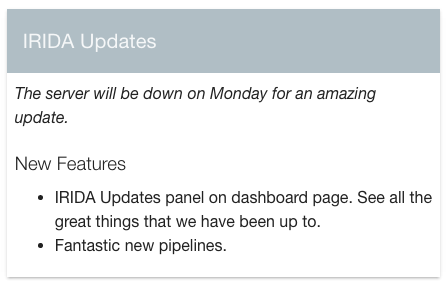 IRIDA Updates
The server will be down on Monday for an amazing
update.
New Features
• IRIDA Updates panel on dashboard page. See all the
great things that we have been up to.
• Fantastic new pipelines.